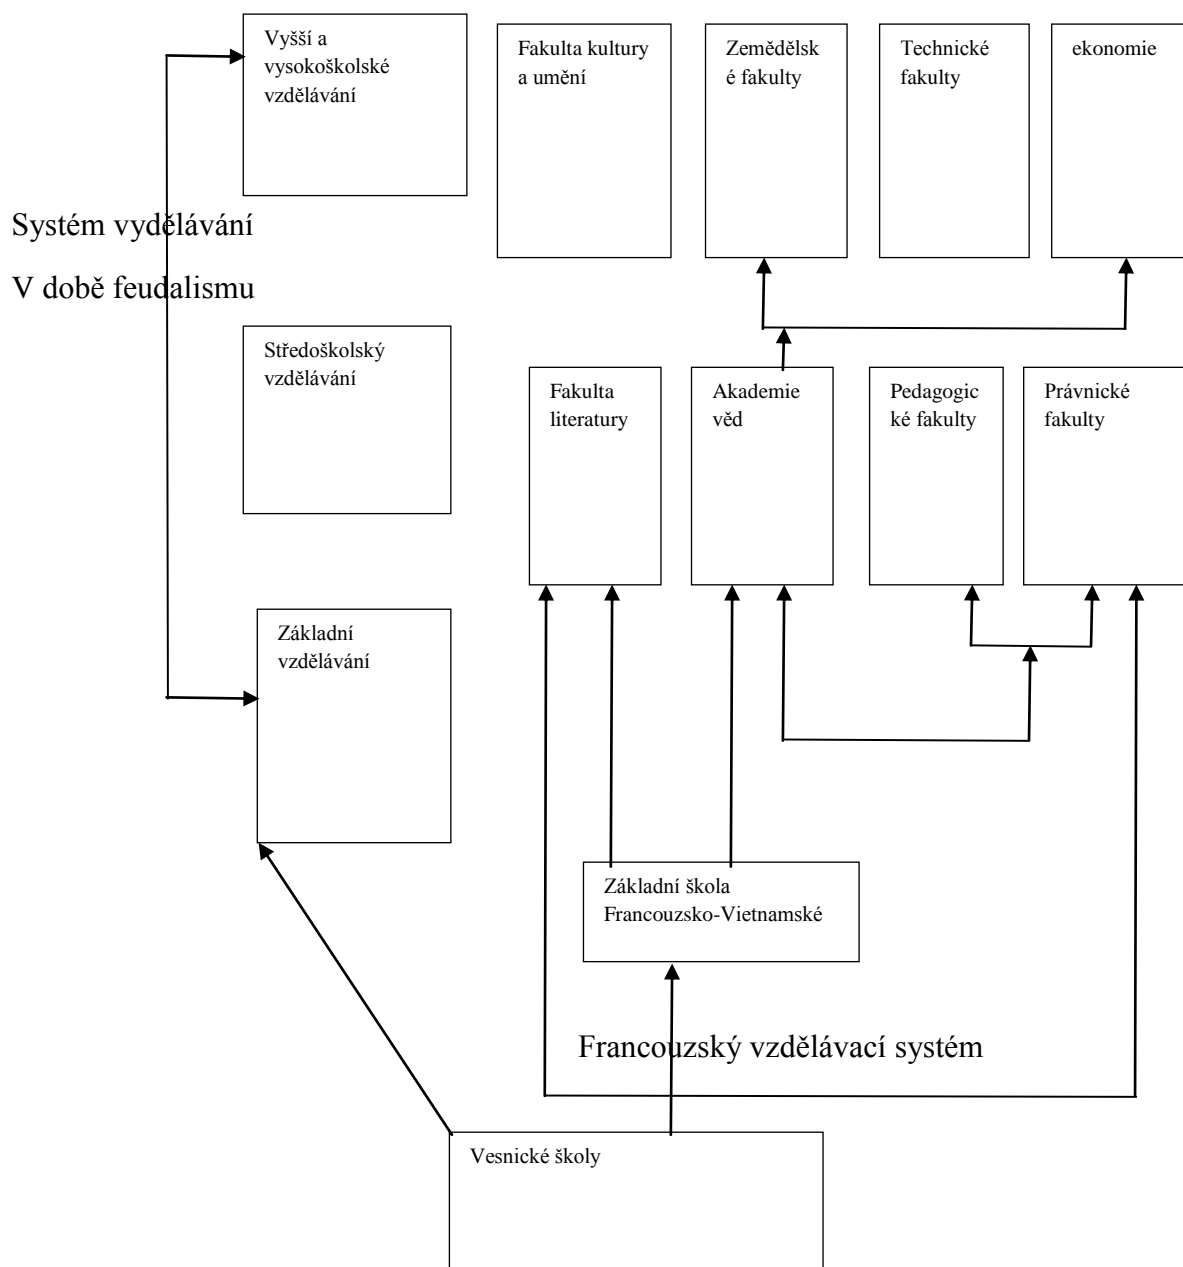 Vyšší a
vysokoškolské
vzdělávání
Fakulta kultury
a umění
Zemědělsk
é fakulty
Technické
fakulty
ekonomie
Systém vydělávání
V době feudalismu
Středoškolský
vzdělávání
Fakulta
literatury
Akademie
věd
Pedagogic
ké fakulty
Právnické
fakulty
Základní
vzdělávání
Základní škola
Francouzsko-Vietnamské
Francouzský vzdělávací systém
Vesnické školy